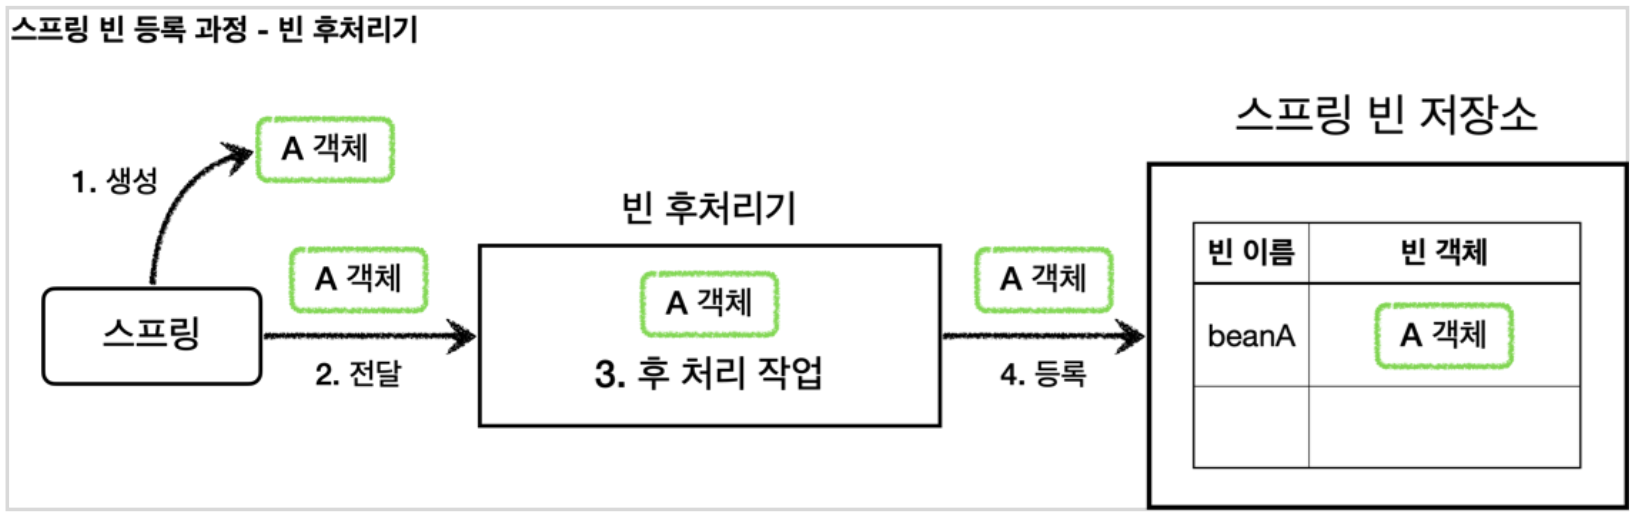 스프링 빈 등록 과정 - 빈 후처리기
스프링 빈 저장소
A 객체
1. 생성
빈 후처리기
스프링
A 객체
2. 전달
A 객체
3. 후 처리 작업
A 객체
4. 등록
빈 이름 빈 객체
beanA A 객체